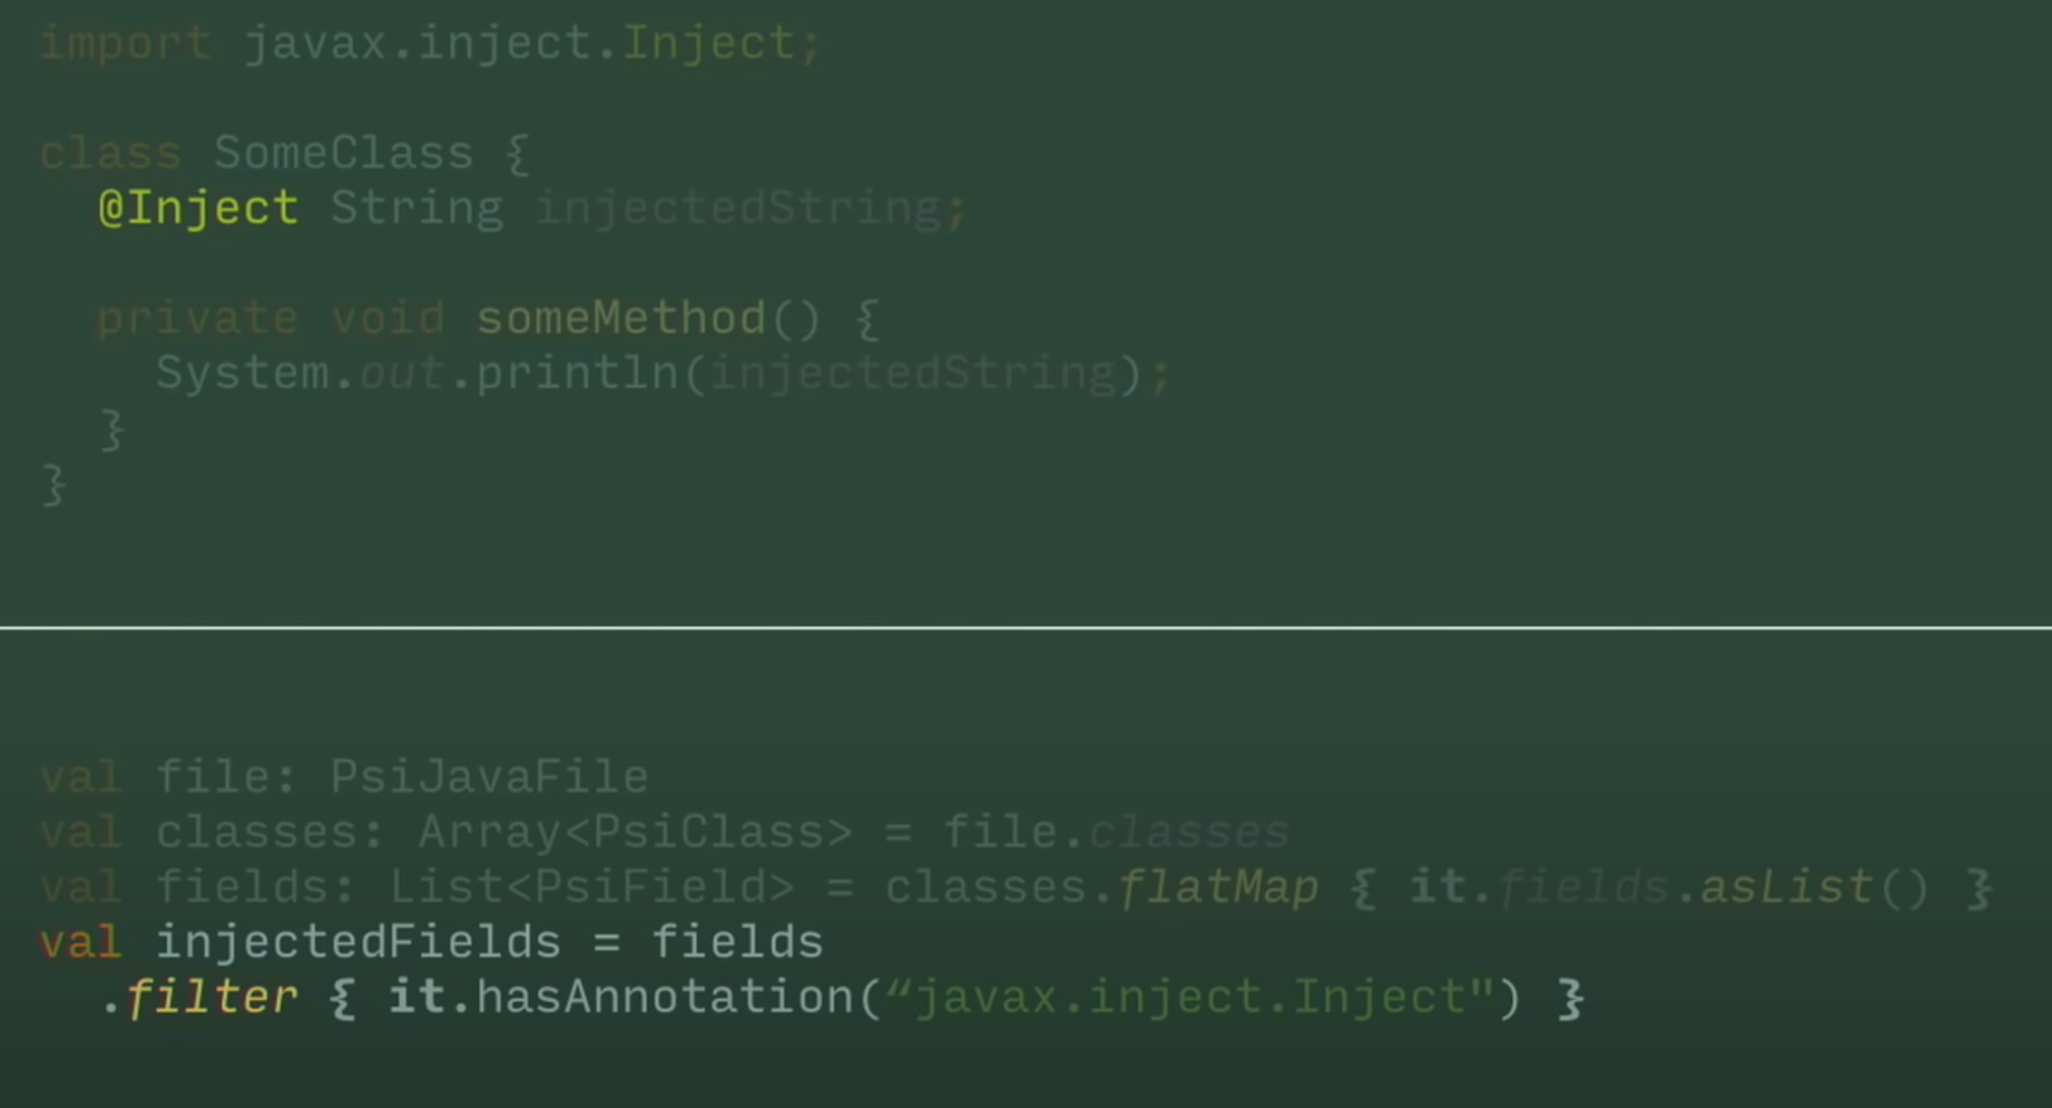 import javax.inject.Inject;
class SomeClass {
@Inject String injectedString;
private void someMethod() {
System.out.println(injectedString);
}
}
val file: PsiJavaFile
val classes: Array<PsiClass> = file.classes
val fields: List<PsiField> = classes.flatMap { it.fields.asList() }
val injectedFields = fields
.filter { it.hasAnnotation(“javax.inject.Inject") }